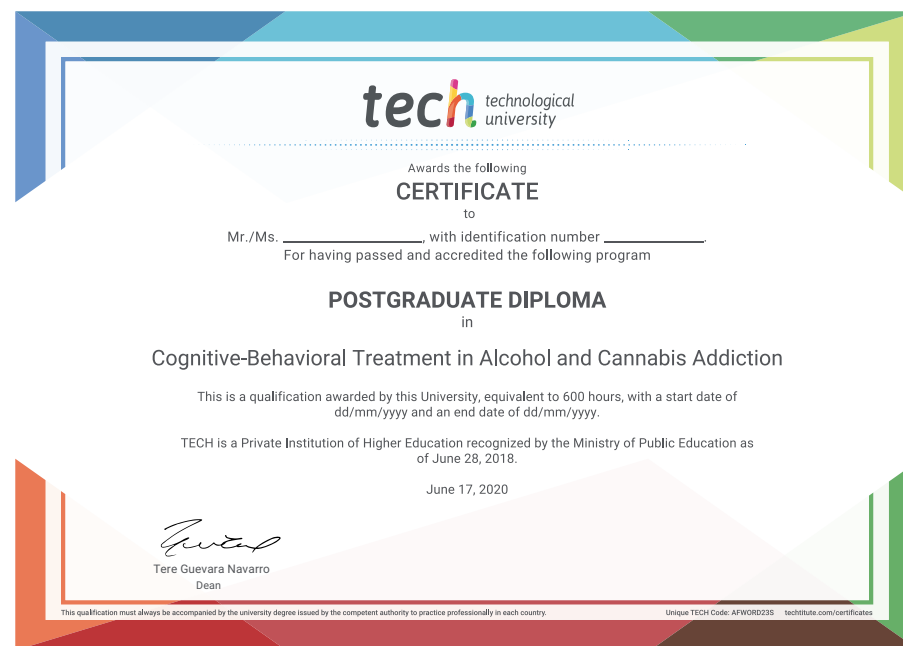 tech technological
university
Awards the following
CERTIFICATE
to
Mr./Ms. ____________________, with identification number ______________.
For having passed and accredited the following program
POSTGRADUATE DIPLOMA
in
Cognitive-Behavioral Treatment in Alcohol and Cannabis Addiction
This is a qualification awarded by this University, equivalent to 600 hours, with a start date of
dd/mm/yyyy and an end date of dd/mm/yyyy.
TECH is a Private Institution of Higher Education recognized by the Ministry of Public Education as
of June 28, 2018.
June 17, 2020
Tere Guevara Navarro
Dean
This qualification must always be accompanied by the university degree issued by the competent authority to practice professionally in each country. Unique TECH Code: AFWORD23S techtitute.com/certificates